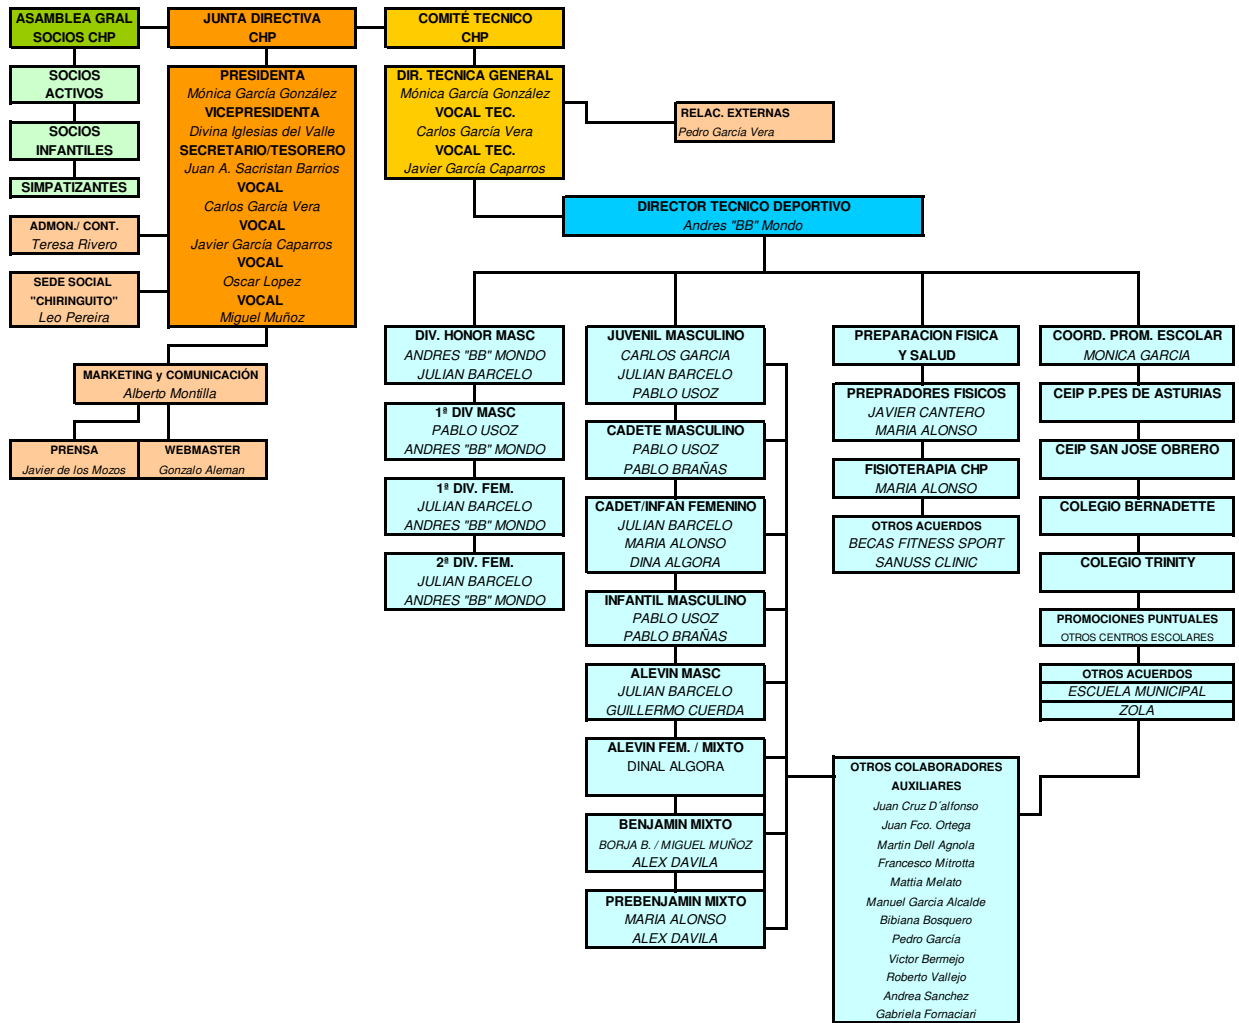 ASAMBLEA GRAL
SOCIOS CHP
JUNTA DIRECTIVA
CHP
COMITÉ TECNICO
CHP
SOCIOS
ACTIVOS
SOCIOS
INFANTILES
SIMPATIZANTES
ADMON./ CONT.
Teresa Rivero
SEDE SOCIAL
"CHIRINGUITO"
Leo Pereira
PRESIDENTA
Mónica García González
VICEPRESIDENTA
Divina Iglesias del Valle
SECRETARIO/TESORERO
Juan A. Sacristan Barrios
VOCAL
Carlos García Vera
VOCAL
Javier García Caparros
VOCAL
Oscar Lopez
VOCAL
Miguel Muñoz
MARKETING y COMUNICACIÓN
Alberto Montilla
PRENSA
Javier de los Mozos
WEBMASTER
Gonzalo Aleman
DIR. TECNICA GENERAL
Mónica García González
VOCAL TEC.
Carlos García Vera
VOCAL TEC.
Javier García Caparros
RELAC. EXTERNAS
Pedro García Vera
DIRECTOR TECNICO DEPORTIVO
Andres "BB" Mondo
DIV. HONOR MASC
ANDRES "BB" MONDO
JULIAN BARCELO
1ª DIV MASC
PABLO USOZ
ANDRES "BB" MONDO
1ª DIV. FEM.
JULIAN BARCELO
ANDRES "BB" MONDO
2ª DIV. FEM.
JULIAN BARCELO
ANDRES "BB" MONDO
JUVENIL MASCULINO
CARLOS GARCIA
JULIAN BARCELO
PABLO USOZ
CADETE MASCULINO
PABLO USOZ
PABLO BRAÑAS
CADET/INFAN FEMENINO
JULIAN BARCELO
MARIA ALONSO
DINA ALGORA
INFANTIL MASCULINO
PABLO USOZ
PABLO BRAÑAS
ALEVIN MASC
JULIAN BARCELO
GUILLERMO CUERDA
ALEVIN FEM. / MIXTO
DINAL ALGORA
BENJAMIN MIXTO
BORJA B. / MIGUEL MUÑOZ
ALEX DAVILA
PREBENJAMIN MIXTO
MARIA ALONSO
ALEX DAVILA
PREPARACION FISICA
Y SALUD
PREPRADORES FISICOS
JAVIER CANTERO
MARIA ALONSO
FISIOTERAPIA CHP
MARIA ALONSO
OTROS ACUERDOS
BECAS FITNESS SPORT
SANUSS CLINIC
COORD. PROM. ESCOLAR
MONICA GARCIA
CEIP P.PES DE ASTURIAS
CEIP SAN JOSE OBRERO
COLEGIO BERNADETTE
COLEGIO TRINITY
PROMOCIONES PUNTUALES
OTROS CENTROS ESCOLARES
OTROS ACUERDOS
ESCUELA MUNICIPAL
ZOLA
OTROS COLABORADORES
AUXILIARES
Juan Cruz D´alfonso
Juan Fco. Ortega
Martin Dell Agnola
Francesco Mitrotta
Mattia Melato
Manuel Garcia Alcalde
Bibiana Bosquero
Pedro García
Victor Bermejo
Roberto Vallejo
Andrea Sanchez
Gabriela Fornaciari